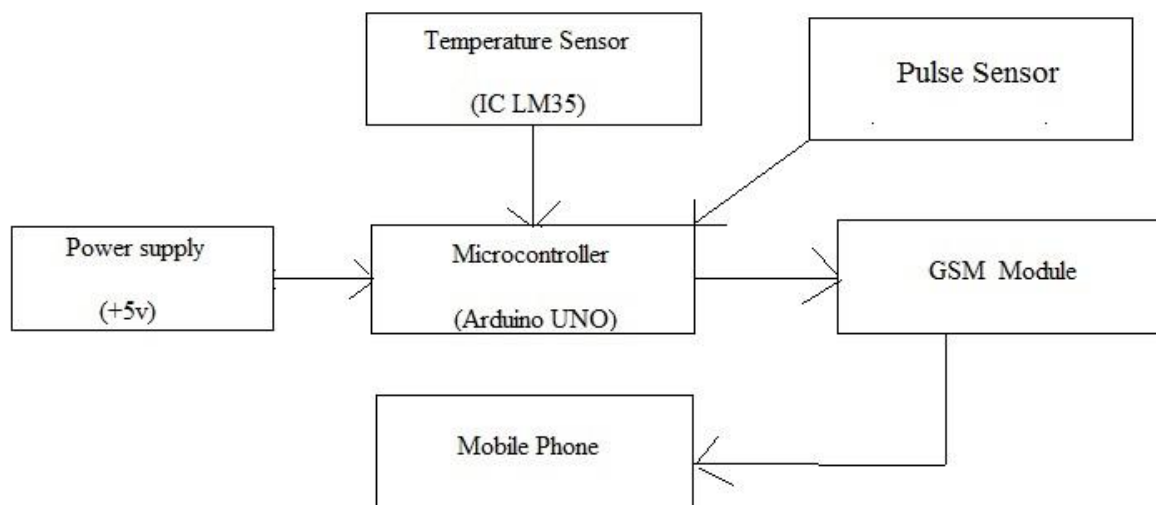 Temperature Sensor
(IC LM35)
Pulse Sensor
Power supply
(+5v)
Microcontroller
(Arduino UNO)
GSM Module
Mobile Phone